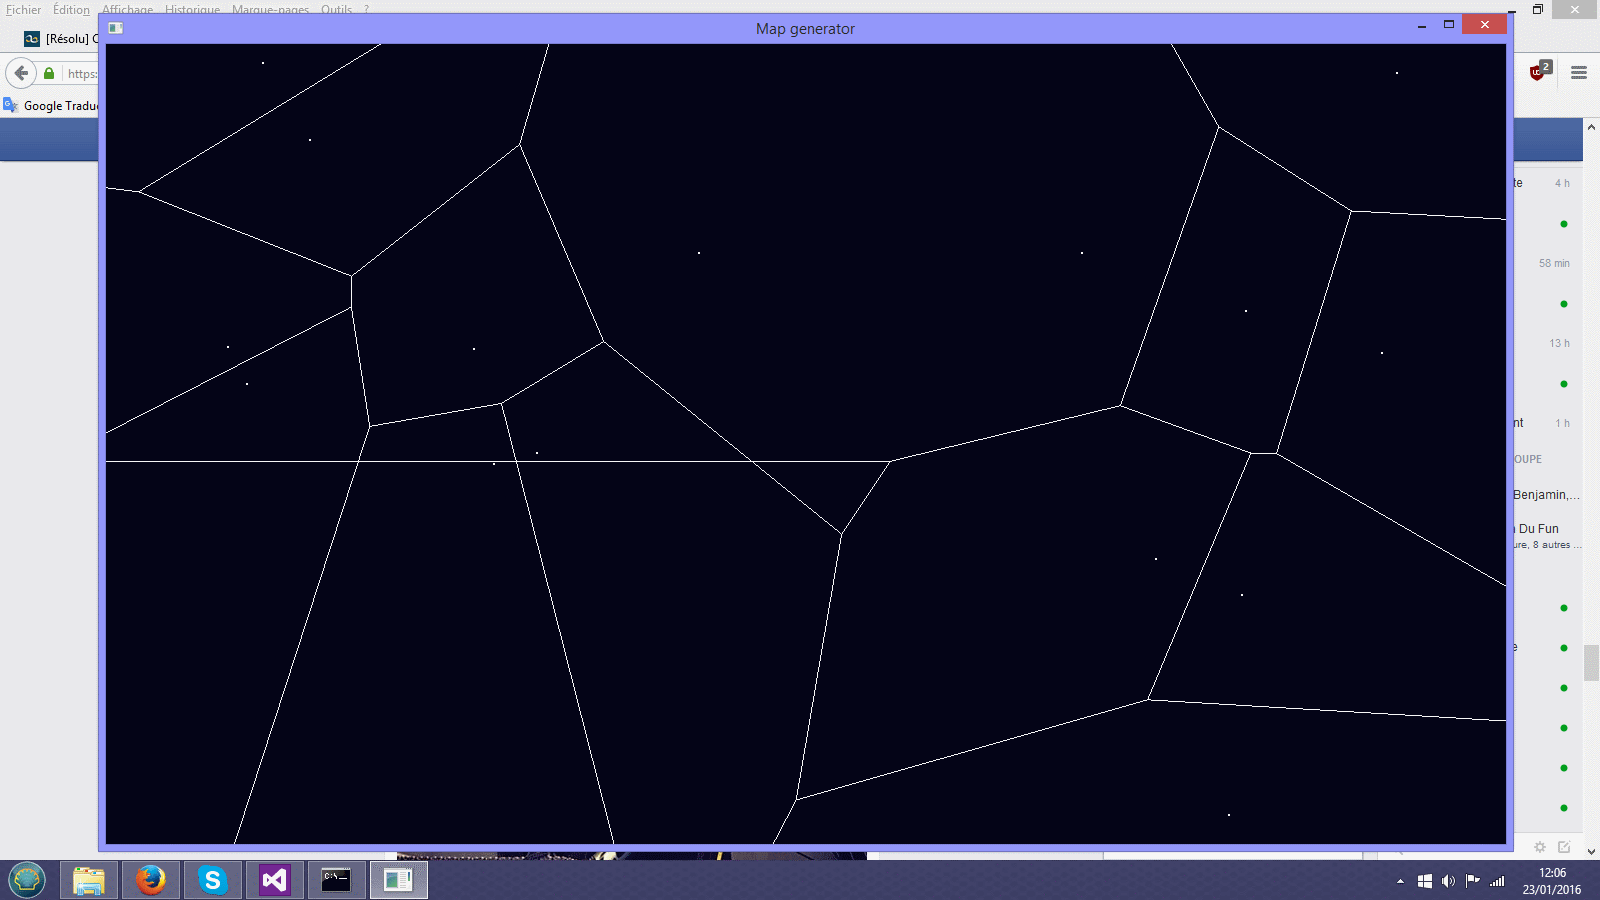 Fichier Édition Affichage Historique Marque-pages Outils ?
Map generator
[Résolu] C
https:
2
Google Traduc
te 4 h
58 min
13 h
nt 1 h
OUPE
Benjamin,...
Du Fun
ure, 8 autres ...
e
C:\_
12:06
23/01/2016